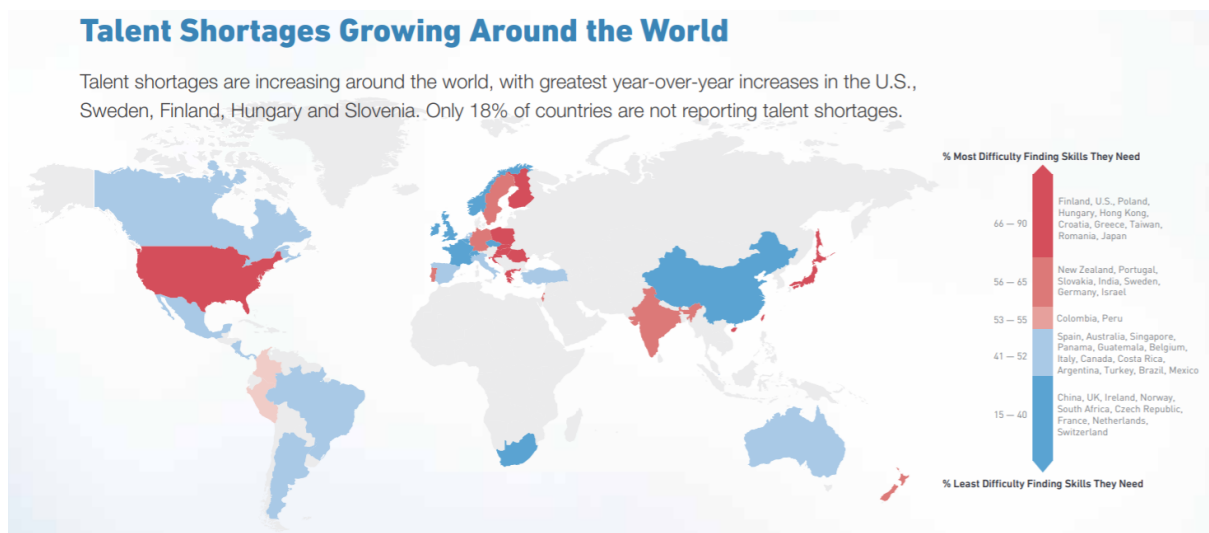 Talent Shortages Growing Around the World
Talent shortages are increasing around the world, with greatest year-over-year increases in the U.S.,
Sweden, Finland, Hungary and Slovenia. Only 18% of countries are not reporting talent shortages.
% Most Difficulty Finding Skills They Need
66 — 90
Finland, U.S., Poland,
Hungary, Hong Kong,
Croatia, Greece, Taiwan,
Romania, Japan
56 — 65
New Zealand, Portugal,
Slovakia, India, Sweden,
Germany, Israel
53 — 55
Colombia, Peru
41 — 52
Spain, Australia, Singapore,
Panama, Guatemala, Belgium,
Italy, Canada, Costa Rica,
Argentina, Turkey, Brazil, Mexico
15 — 40
China, UK, Ireland, Norway,
South Africa, Czech Republic,
France, Netherlands,
Switzerland
% Least Difficulty Finding Skills They Need